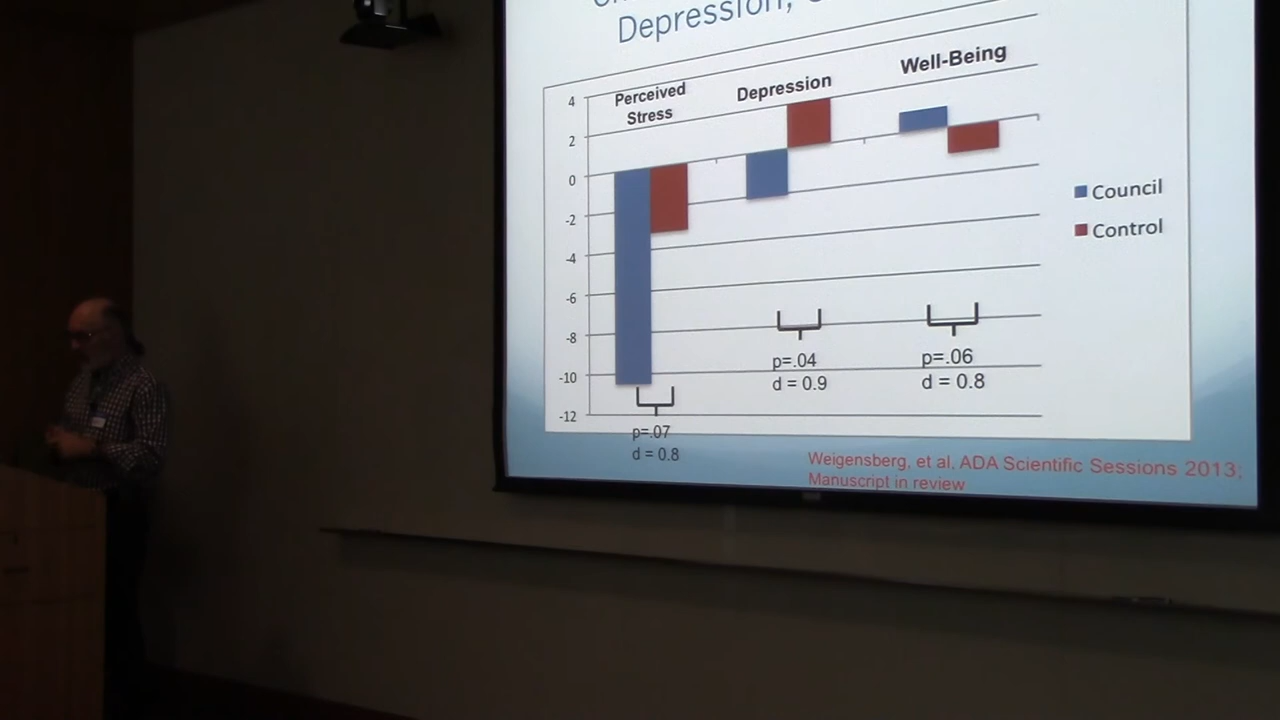 Depression,
Perceived
Stress
Depression
Well-Being
4
2
0
-2
-4
-6
-8
-10
-12
Council
Control
p=.04
d = 0.9
p=.06
d = 0.8
p=.07
d = 0.8
Weigensberg, et al, ADA Scientific Sessions 2013;
Manuscript in review